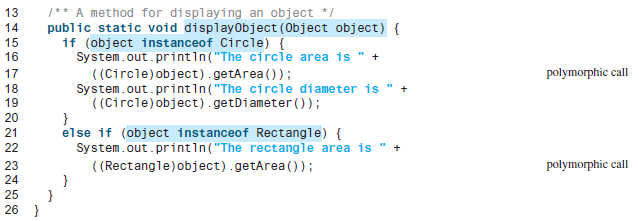 13 /** A method for displaying an object */
14 public static void displayObject(Object object) {
15 if (object instanceof Circle) {
16 System.out.println("The circle area is " +
17 ((Circle)object).getArea()); polymorphic call
18 System.out.println("The circle diameter is " +
19 ((Circle)object).getDiameter());
20 }
21 else if (object instanceof Rectangle) {
22 System.out.println("The rectangle area is " +
23 ((Rectangle)object).getArea()); polymorphic call
24 }
25 }
26 }